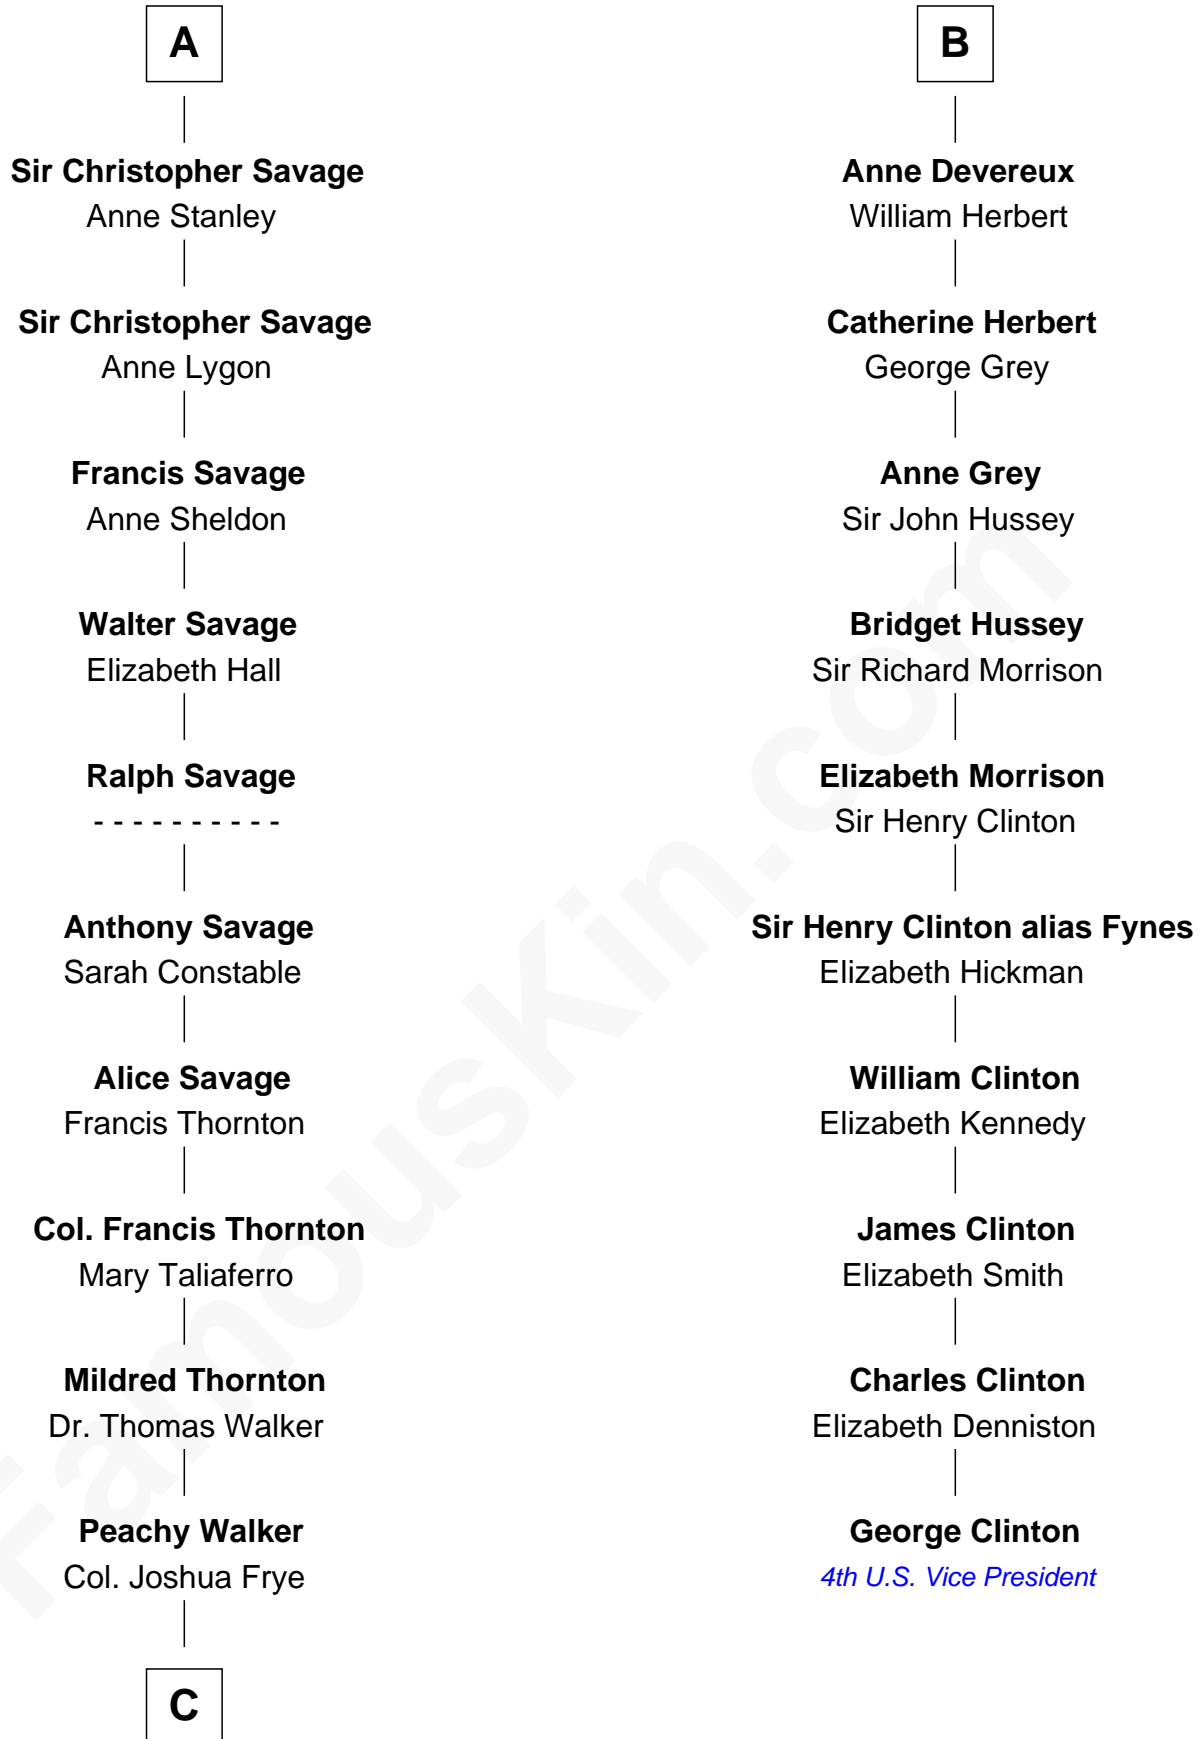 A
Sir Christopher Savage
Anne Stanley
Sir Christopher Savage
Anne Lygon
Francis Savage
Anne Sheldon
Walter Savage
Elizabeth Hall
Ralph Savage
- - - - - - - - - -
Anthony Savage
Sarah Constable
Alice Savage
Francis Thornton
Col. Francis Thornton
Mary Taliaferro
Mildred Thornton
Dr. Thomas Walker
Peachy Walker
Col. Joshua Frye
C
B
Anne Devereux
William Herbert
Catherine Herbert
George Grey
Anne Grey
Sir John Hussey
Bridget Hussey
Sir Richard Morrison
Elizabeth Morrison
Sir Henry Clinton
Sir Henry Clinton alias Fynes
Elizabeth Hickman
William Clinton
Elizabeth Kennedy
James Clinton
Elizabeth Smith
Charles Clinton
Elizabeth Denniston
George Clinton
4th U.S. Vice President
FamousKin.com